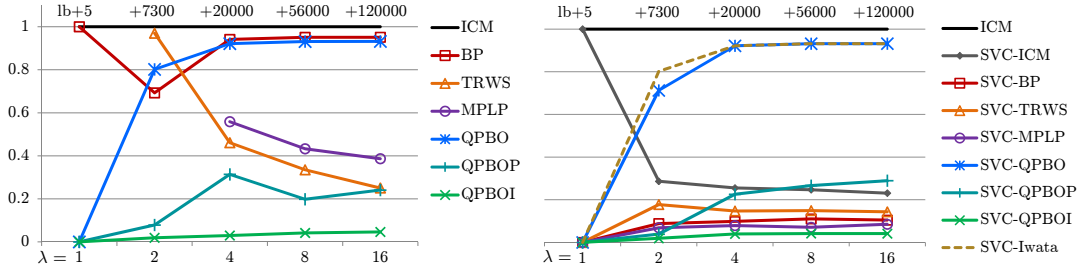 lb+5 +7300 +20000 +56000 +120000
1
0.8
0.6
0.4
0.2
0
λ = 1 2 4 8 16
ICM
BP
TRWS
MPLP
QPBO
QPBOP
QPBOI
lb+5 +7300 +20000 +56000 +120000
λ = 1 2 4 8 16
ICM
SVC-ICM
SVC-BP
SVC-TRWS
SVC-MPLP
SVC-QPBO
SVC-QPBOP
SVC-QPBOI
SVC-Iwata